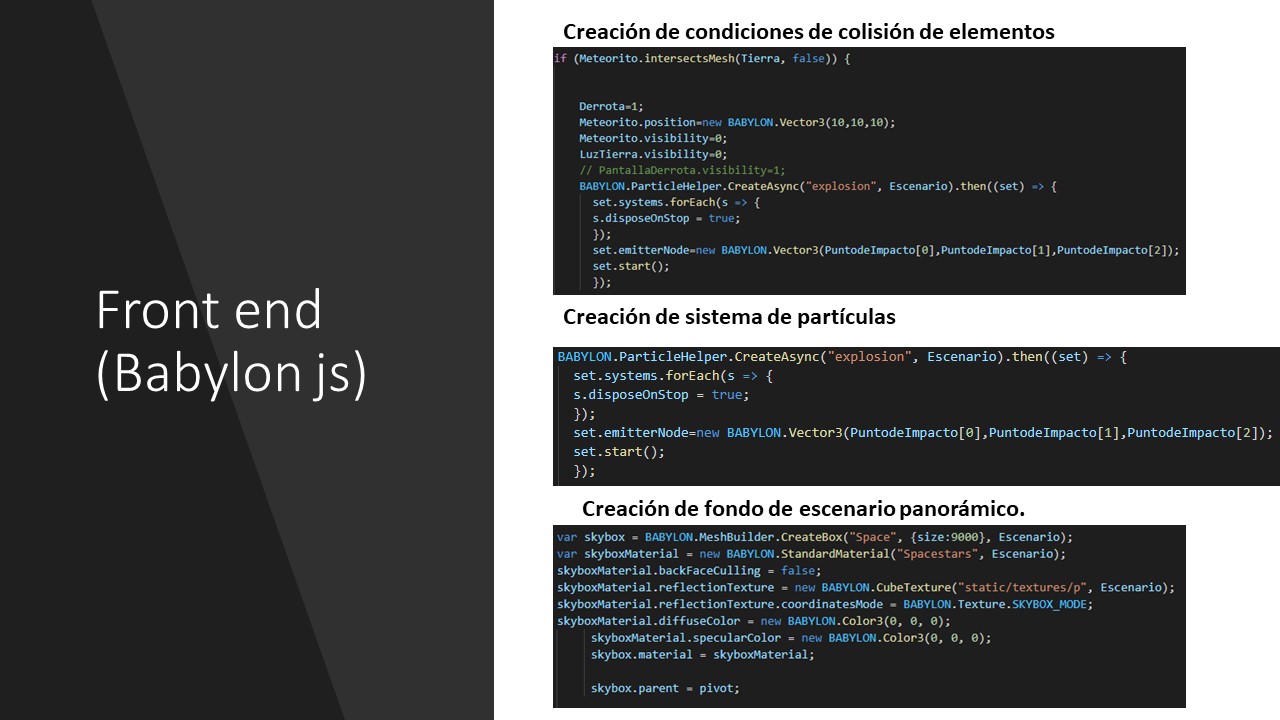 Front end
(Babylon js)
Creación de condiciones de colisión de elementos
if (Meteorito.intersectsMesh(Tierra, false)) {
Derrota=1;
Meteorito.position=new BABYLON.Vector3(10,10,10);
Meteorito.visibility=0;
LuzTierra.visibility=0;
// PantallaDerrota.visibility=1;
BABYLON.ParticleHelper.CreateAsync("explosion", Escenario).then((set) => {
set.systems.forEach(s => {
s.disposeOnStop = true;
});
set.emitterNode=new BABYLON.Vector3(PuntodeImpacto[0],PuntodeImpacto[1],PuntodeImpacto[2]);
set.start();
});
Creación de sistema de partículas
BABYLON.ParticleHelper.CreateAsync("explosion", Escenario).then((set) => {
set.systems.forEach(s => {
s.disposeOnStop = true;
});
set.emitterNode=new BABYLON.Vector3(PuntodeImpacto[0],PuntodeImpacto[1],PuntodeImpacto[2]);
set.start();
});
Creación de fondo de escenario panorámico.
var skybox = BABYLON.MeshBuilder.CreateBox("Space", {size:9000}, Escenario);
var skyboxMaterial = new BABYLON.StandardMaterial("Spacestars", Escenario);
skyboxMaterial.backFaceCulling = false;
skyboxMaterial.reflectionTexture = new BABYLON.CubeTexture("static/textures/p", Escenario);
skyboxMaterial.reflectionTexture.coordinatesMode = BABYLON.Texture.SKYBOX_MODE;
skyboxMaterial.diffuseColor = new BABYLON.Color3(0, 0, 0);
skyboxMaterial.specularColor = new BABYLON.Color3(0, 0, 0);
skybox.material = skyboxMaterial;
skybox.parent = pivot;